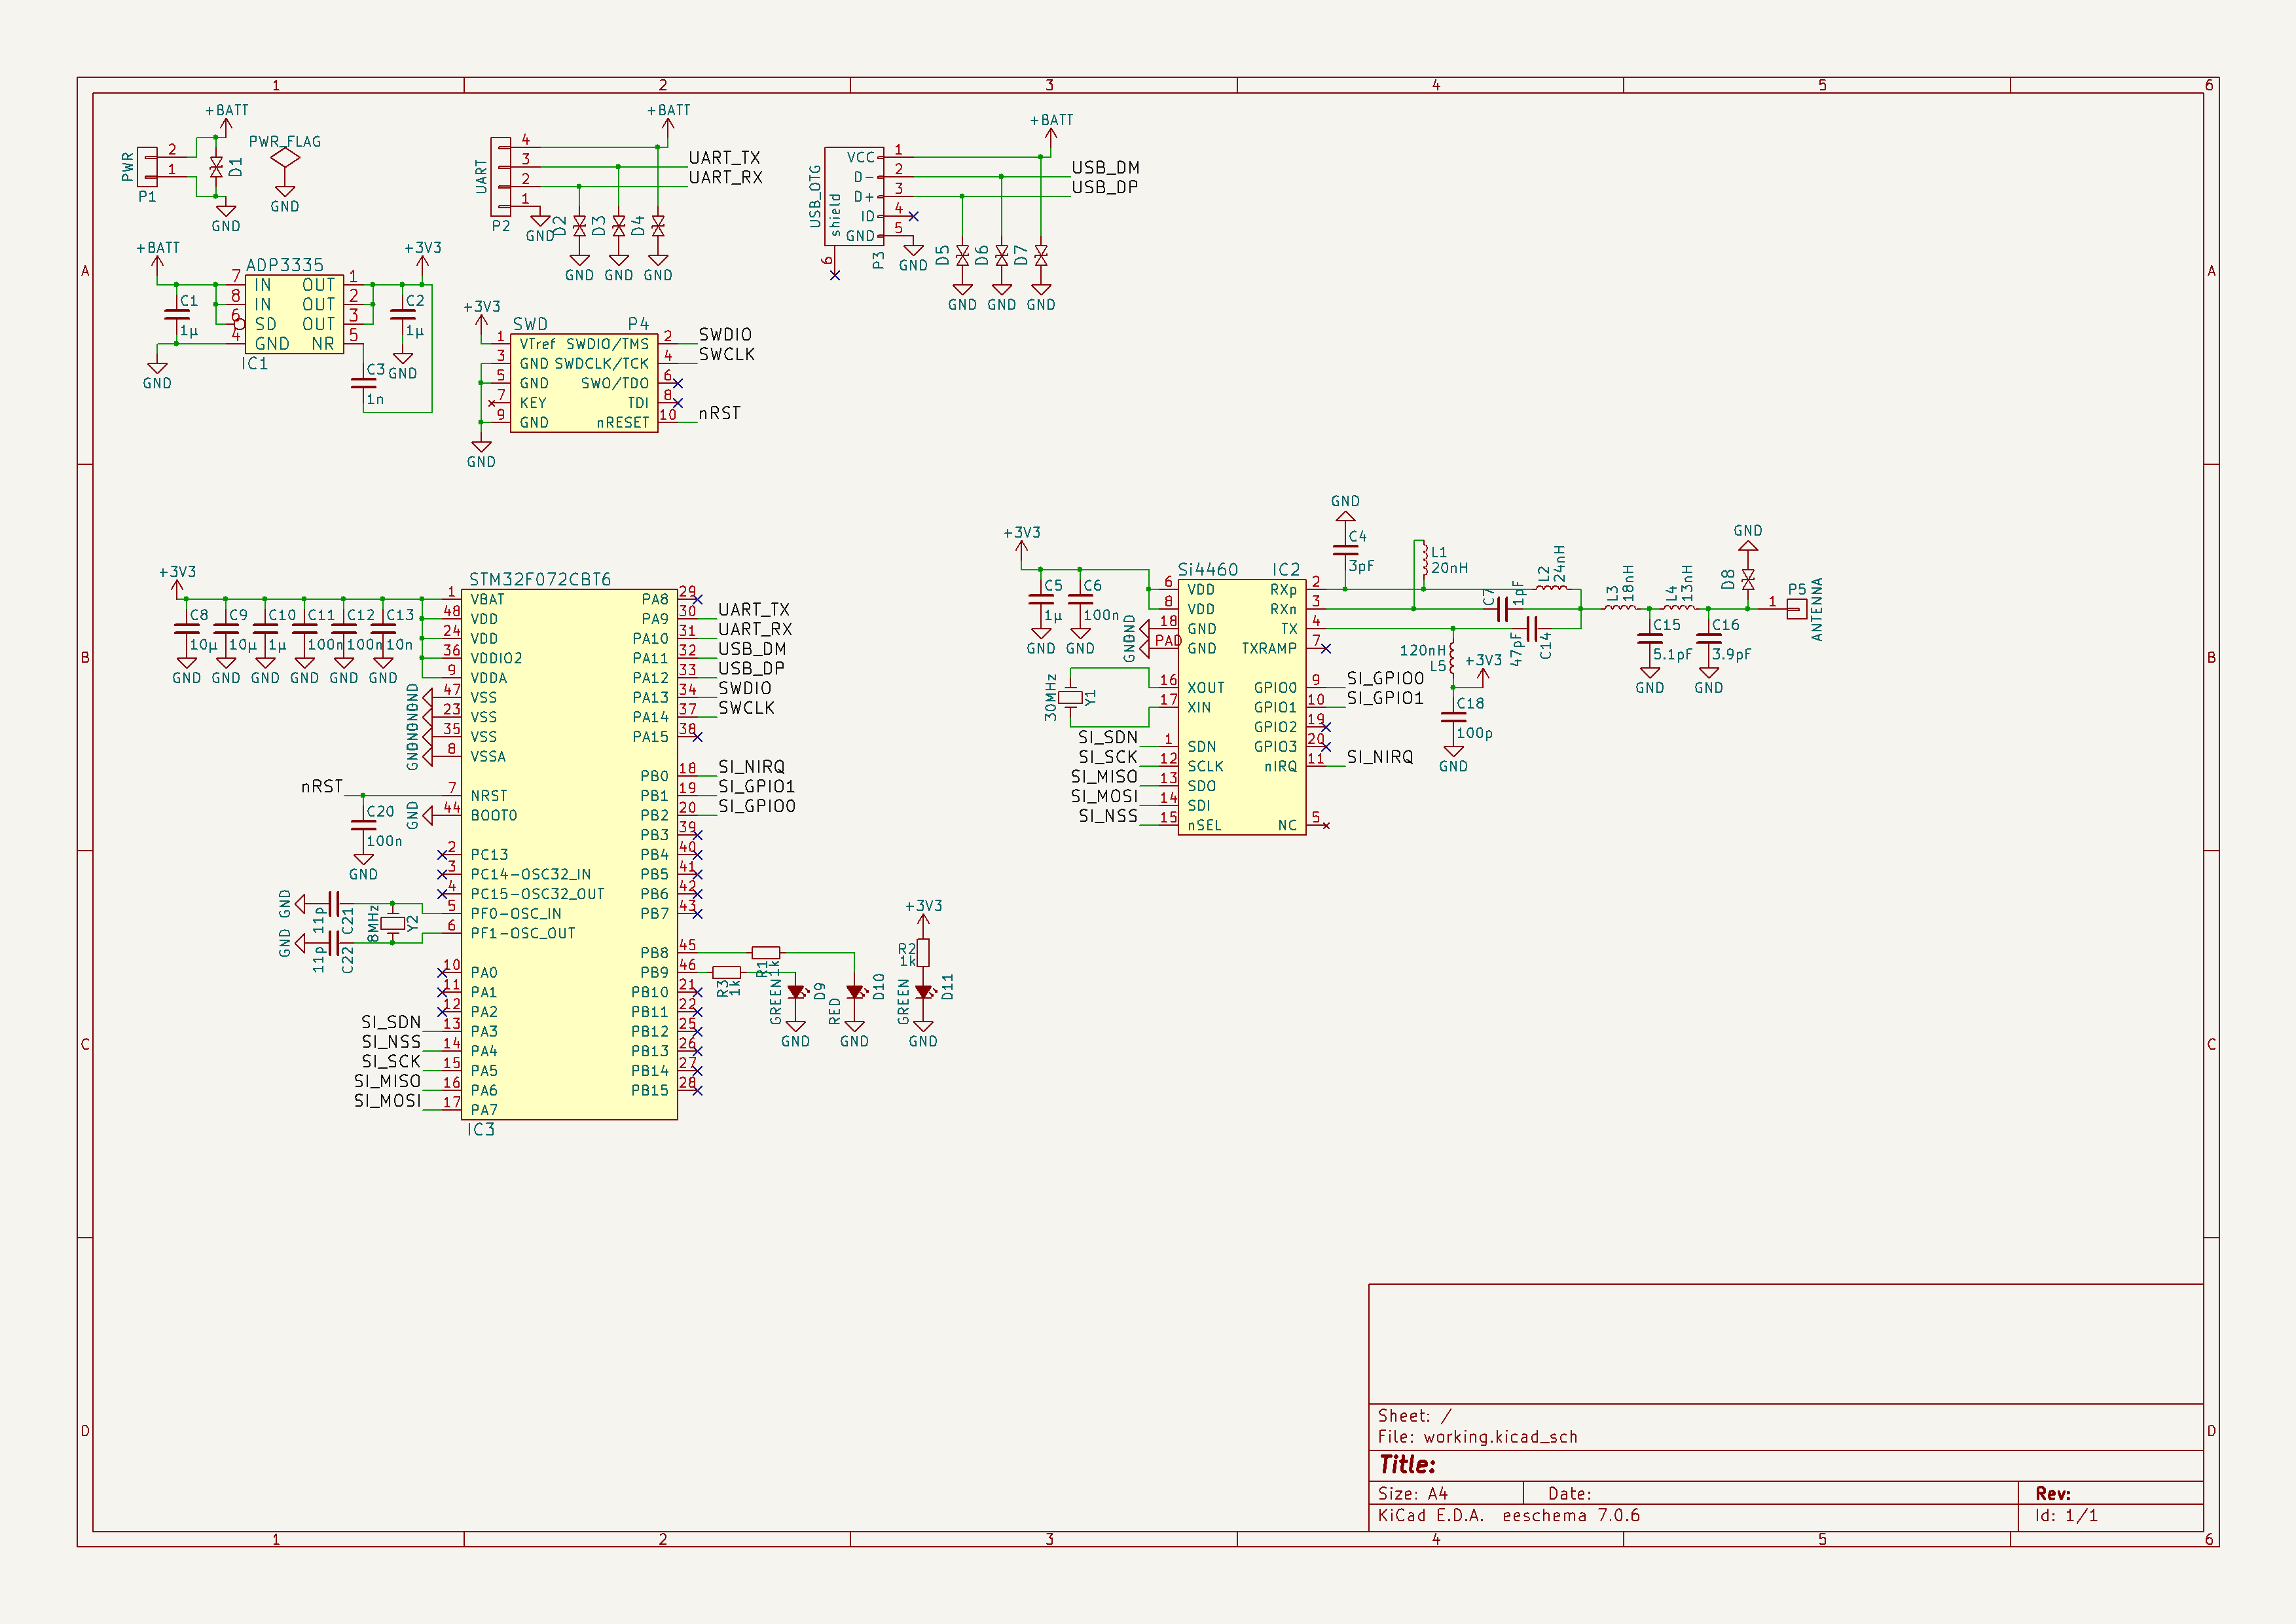 1 2 3 4 5 6
A
B
C
D
A
B
C
D
1 2 3 4 5 6
+BATT
PWR
2
1
P1
D1
GND
PWR_FLAG
GND
+BATT
+3V3
ADP3335
7 IN OUT 1
8 IN OUT 2
6 SD OUT 3
4 GND NR 5
IC1
C1
1µ
C2
1µ
C3
1n
GND
GND
+BATT
UART
4
3
2
1
P2
UART_TX
UART_RX
GND
D2
D3
D4
GND GND GND
+BATT
USB_OTG
shield
VCC 1
D- 2
D+ 3
ID 4
GND 5
6
P3
USB_DM
USB_DP
GND
D5
D6
D7
GND GND GND
+3V3
SWD P4
1 VTref SWDIO/TMS 2 SWDIO
3 GND SWDCLK/TCK 4 SWCLK
5 GND SWO/TDO 6
7 KEY TDI 8
9 GND nRESET 10 nRST
GND
+3V3
C8
10µ
C9
10µ
C10
1µ
C11
100n
C12
100n
C13
10n
GND GND GND GND GND GND
STM32F072CBT6
1 VBAT
48 VDD
24 VDD
36 VDDIO2
9 VDDA
47 VSS
23 VSS
35 VSS
8 VSSA
GND
GND
GND
GND
nRST
7 NRST
44 BOOT0
GND
C20
100n
GND
2 PC13
3 PC14-OSC32_IN
4 PC15-OSC32_OUT
5 PF0-OSC_IN
6 PF1-OSC_OUT
GND
11p
C21
GND
11p
C22
8MHz
Y2
10 PA0
11 PA1
12 PA2
SI_SDN 13 PA3
SI_NSS 14 PA4
SI_SCK 15 PA5
SI_MISO 16 PA6
SI_MOSI 17 PA7
IC3
PA8 29
PA9 30 UART_TX
PA10 31 UART_RX
PA11 32 USB_DM
PA12 33 USB_DP
PA13 34 SWDIO
PA14 37 SWCLK
PA15 38
PB0 18 SI_NIRQ
PB1 19 SI_GPIO1
PB2 20 SI_GPIO0
PB3 39
PB4 40
PB5 41
PB6 42
PB7 43
PB8 45
PB9 46
PB10 21
PB11 22
PB12 25
PB13 26
PB14 27
PB15 28
R1
1k
R3
1k
GREEN
D9
GND
RED
D10
GND
+3V3
R2
1k
GREEN
D11
GND
+3V3
C5
1µ
C6
100n
GND GND
Si4460 IC2
6 VDD
8 VDD
18 GND
PAD GND
GND
GND
16 XOUT
17 XIN
30MHz
Y1
SI_SDN 1 SDN
SI_SCK 12 SCLK
SI_MISO 13 SDO
SI_MOSI 14 SDI
SI_NSS 15 nSEL
RXp 2
RXn 3
TX 4
TXRAMP 7
GPIO0 9 SI_GPIO0
GPIO1 10 SI_GPIO1
GPIO2 19
GPIO3 20
nIRQ 11 SI_NIRQ
NC 5
GND
C4
3pF
L1
20nH
C7
1pF
L2
24nH
47pF
C14
120nH
L5
+3V3
C18
100p
GND
L3
18nH
L4
13nH
C15
5.1pF
GND
C16
3.9pF
GND
GND
D8
P5
1
ANTENNA
Sheet: /
File: working.kicad_sch
Title:
Size: A4 Date: Rev:
KiCad E.D.A. eeschema 7.0.6 Id: 1/1